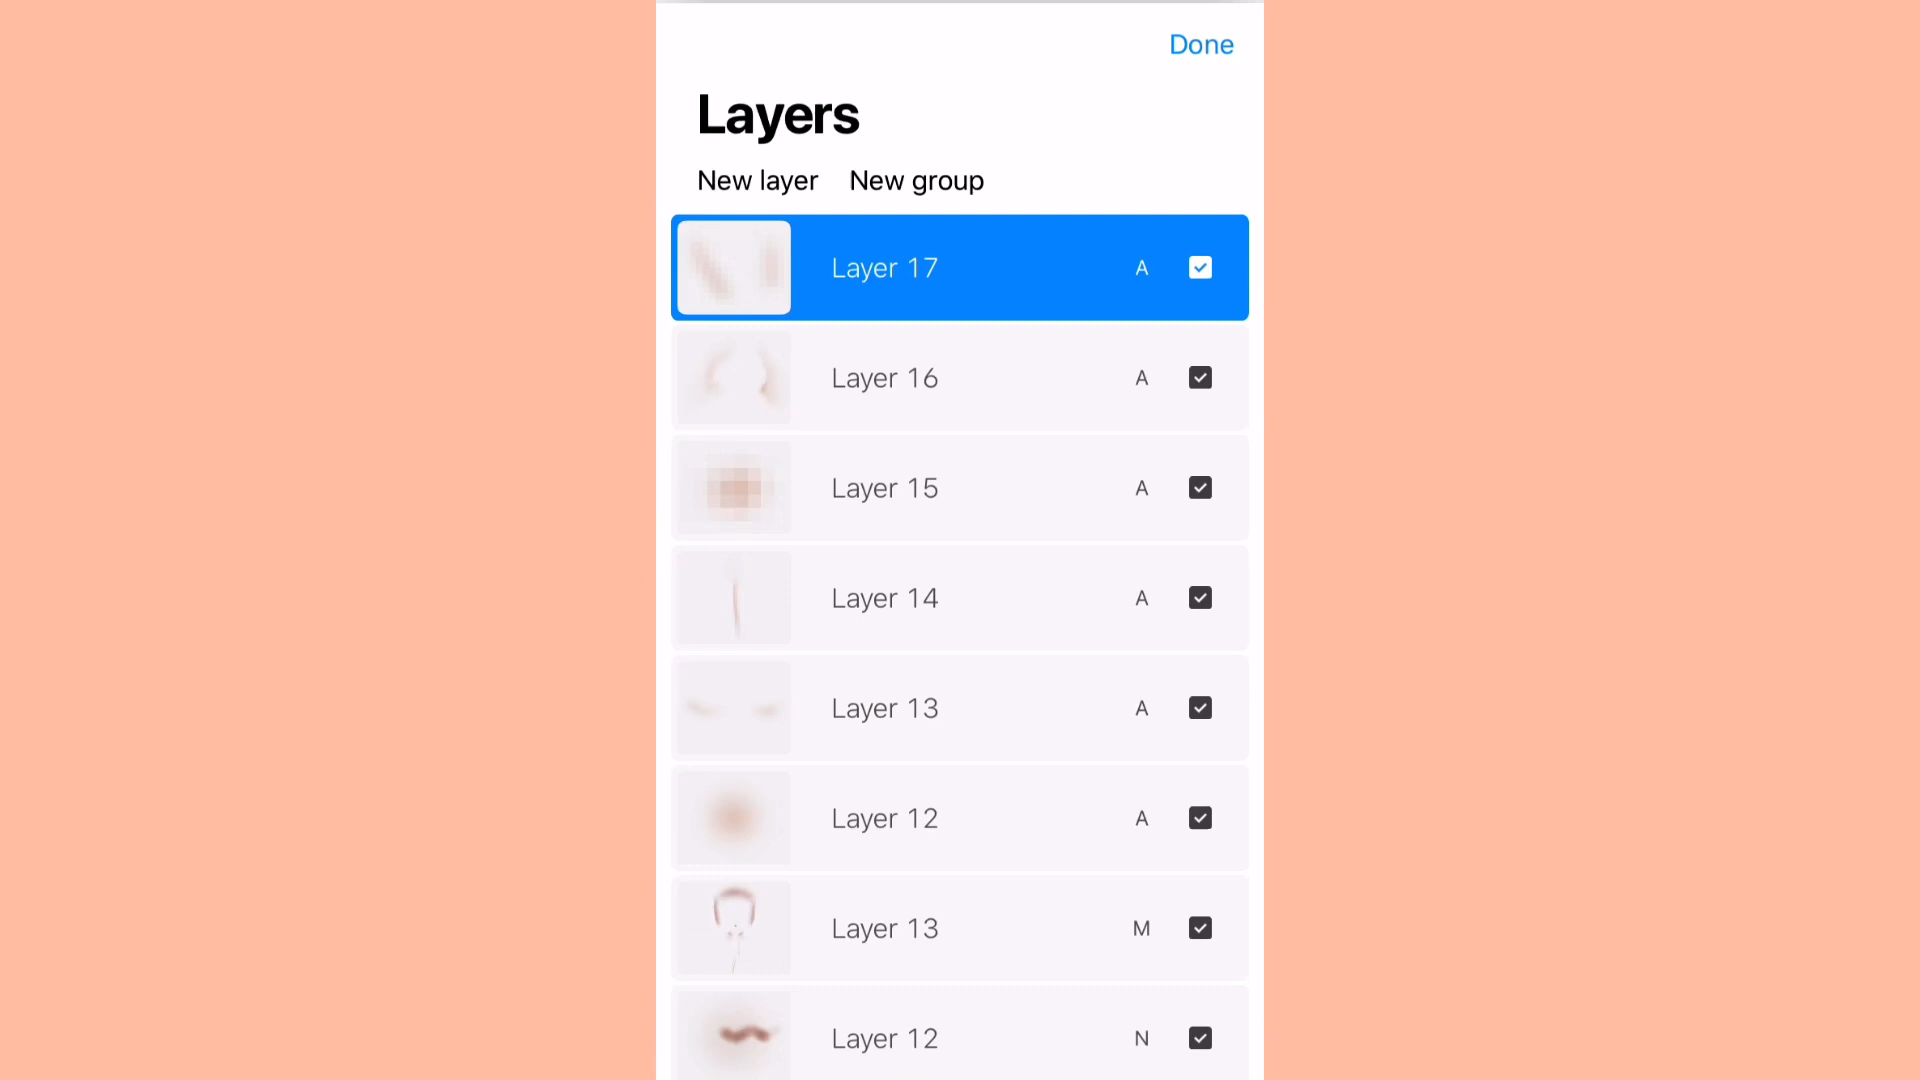 Done
Layers
New layer New group
Layer 17 A
Layer 16 A
Layer 15 A
Layer 14 A
Layer 13 A
Layer 12 A
Layer 13 M
Layer 12 N